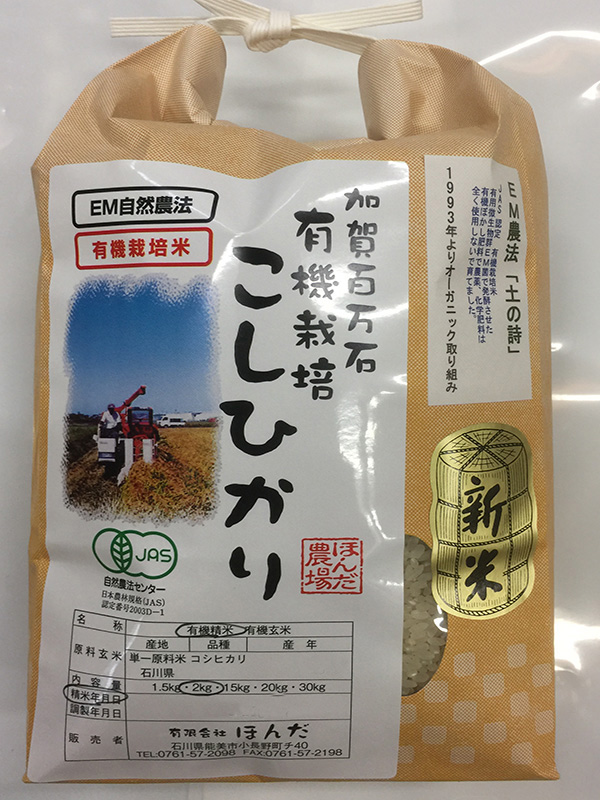 EM自然農法
有機栽培米
加賀百万石
有機栽培
こしひかり
EM農法「土の詩」
JAS認定 有機栽培米
有用微生物群EM菌で発酵させた
有機ぼかし肥料で農薬、化学肥料は
全く使用しないで育てました。
1993年よりオーガニック取り組み
新米
ほんだ
農場
JAS
自然農法センター
日本農林規格(JAS)
認定番号2003D-1
名称 有機精米・有機玄米
原料玄米 産地 品種 産年
単一原料米 コシヒカリ
石川県
内容量 1.5kg・2kg・15kg・20kg・30kg
精米年月日
調製年月日
販売者 有限会社 ほんだ
石川県能美市小長野町チ40
TEL:0761-57-2098 FAX:0761-57-2198